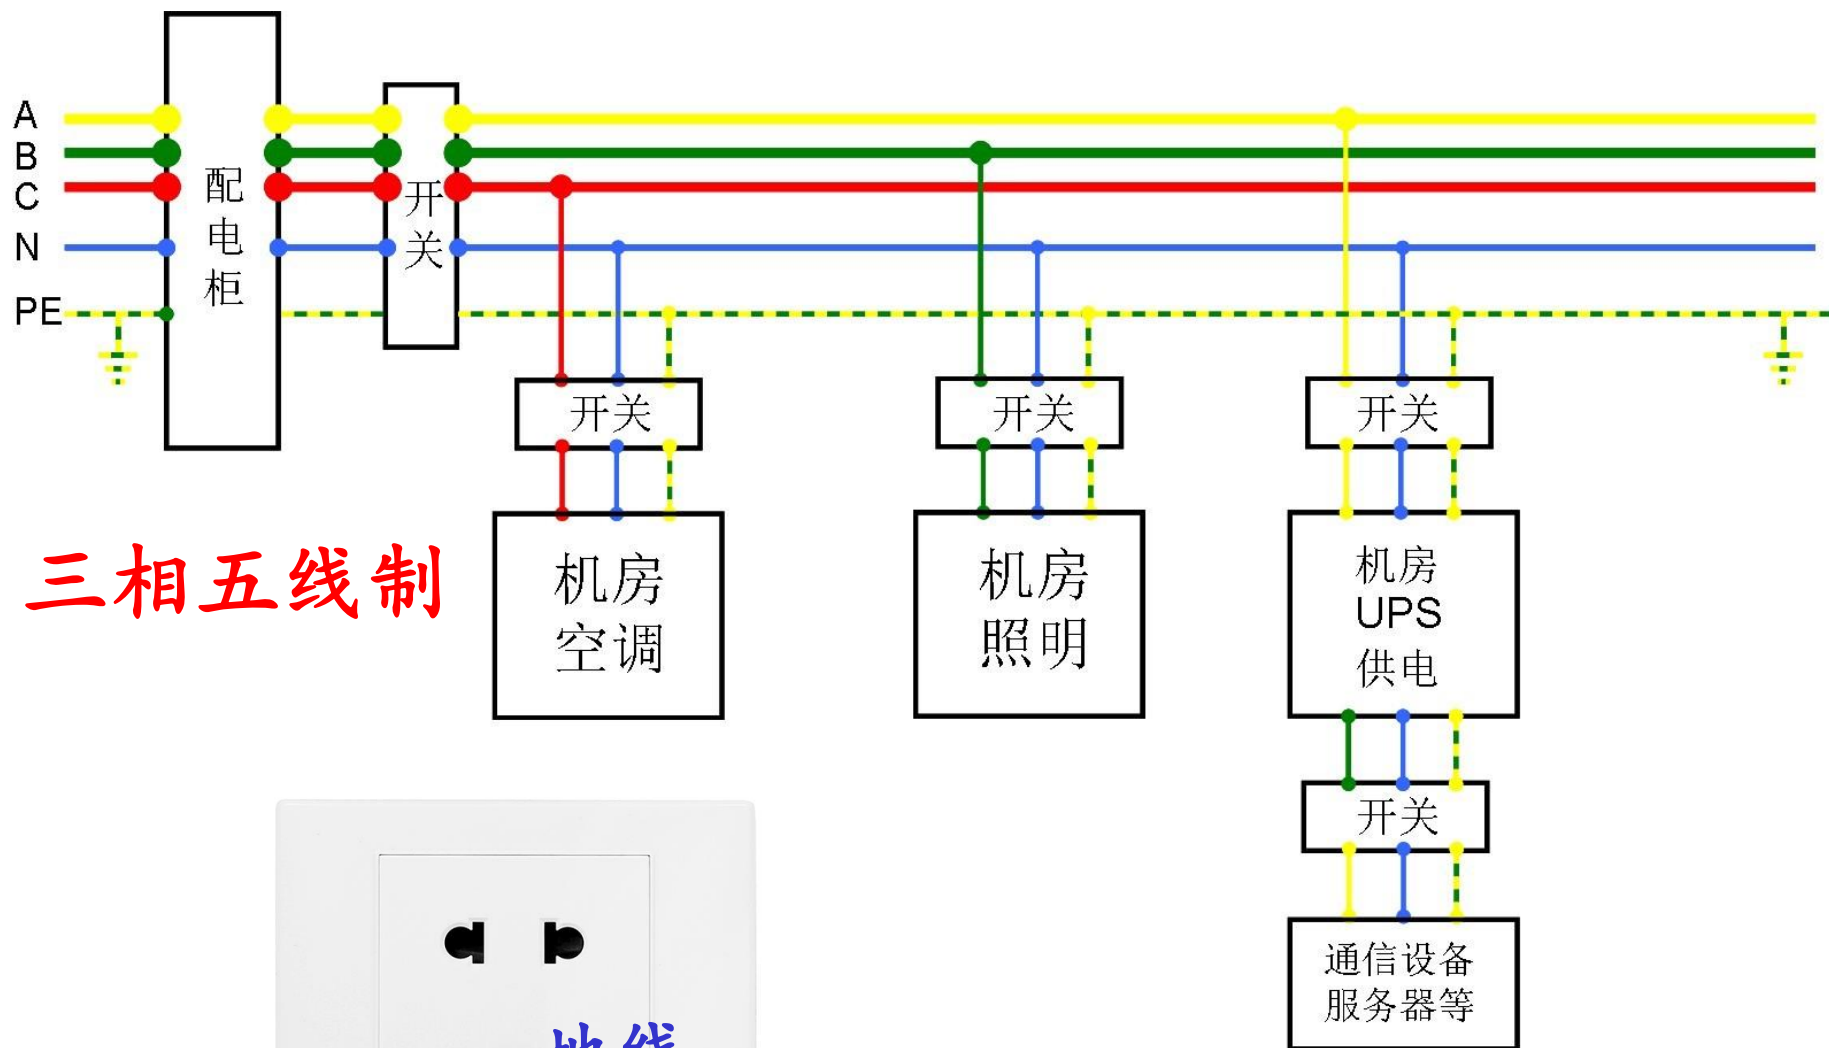 A
B
C
N
PE
配
电
柜
开
关
开关
开关
开关
三相五线制
机房
空调
机房
照明
机房
UPS
供电
开关
通信设备
服务器等
地线